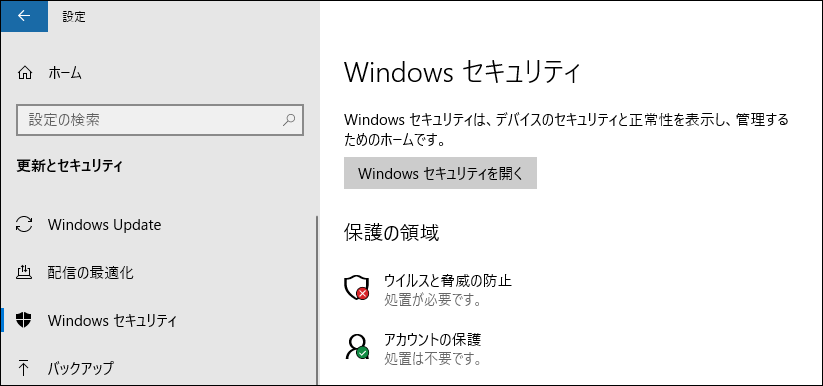 設定
ホーム
設定の検索
更新とセキュリティ
Windows Update
配信の最適化
Windows セキュリティ
バックアップ
Windows セキュリティ
Windows セキュリティは、デバイスのセキュリティと正常性を表示し、管理する
ためのホームです。
Windows セキュリティを開く
保護の領域
ウイルスと脅威の防止
処置が必要です。
アカウントの保護
処置は不要です。